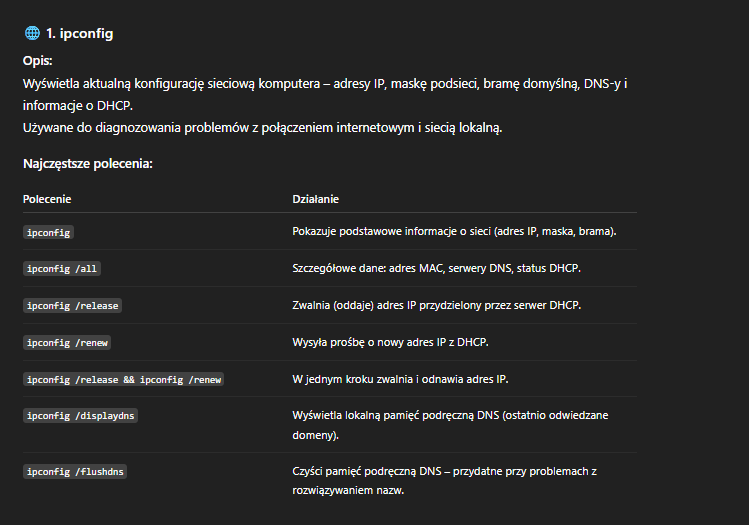 🌐 1. ipconfig
Opis:
Wyświetla aktualną konfigurację sieciową komputera – adresy IP, maskę podsieci, bramę domyślną, DNS-y i
informacje o DHCP.
Używane do diagnozowania problemów z połączeniem internetowym i siecią lokalną.
Najczęstsze polecenia:
Polecenie Działanie
ipconfig Pokazuje podstawowe informacje o sieci (adres IP, maska, brama).
ipconfig /all Szczegółowe dane: adres MAC, serwery DNS, status DHCP.
ipconfig /release Zwalnia (oddaje) adres IP przydzielony przez serwer DHCP.
ipconfig /renew Wysyła prośbę o nowy adres IP z DHCP.
ipconfig /release && ipconfig /renew W jednym kroku zwalnia i odnawia adres IP.
ipconfig /displaydns Wyświetla lokalną pamięć podręczną DNS (ostatnio odwiedzane
domeny).
ipconfig /flushdns Czyści pamięć podręczną DNS – przydatne przy problemach z
rozwiązywaniem nazw.